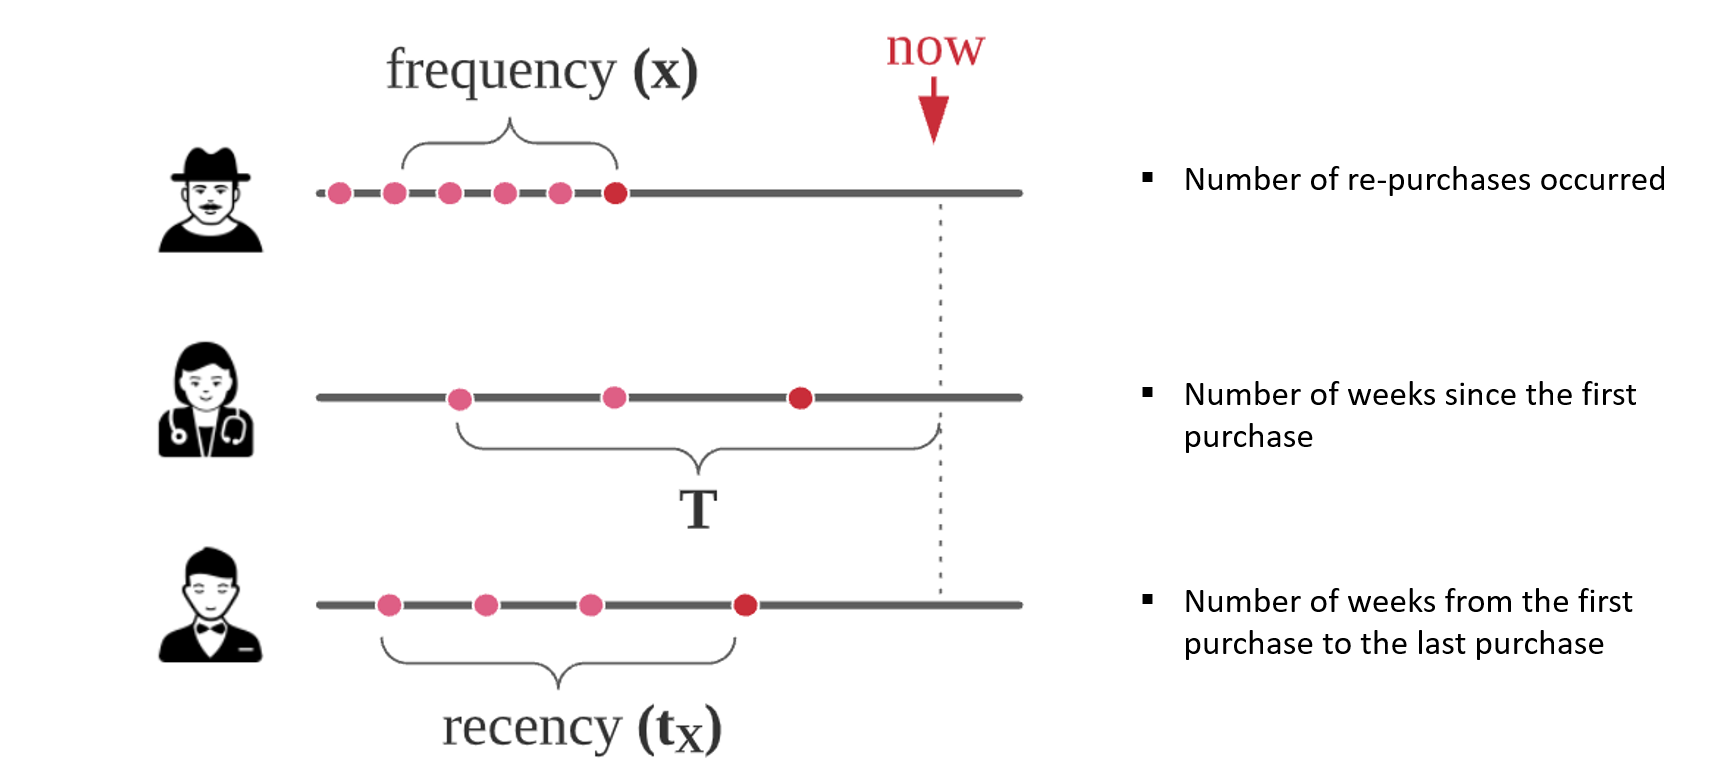 frequency (x)
now
▪ Number of re-purchases occurred
▪ Number of weeks since the first
purchase
T
▪ Number of weeks from the first
purchase to the last purchase
recency (tx)